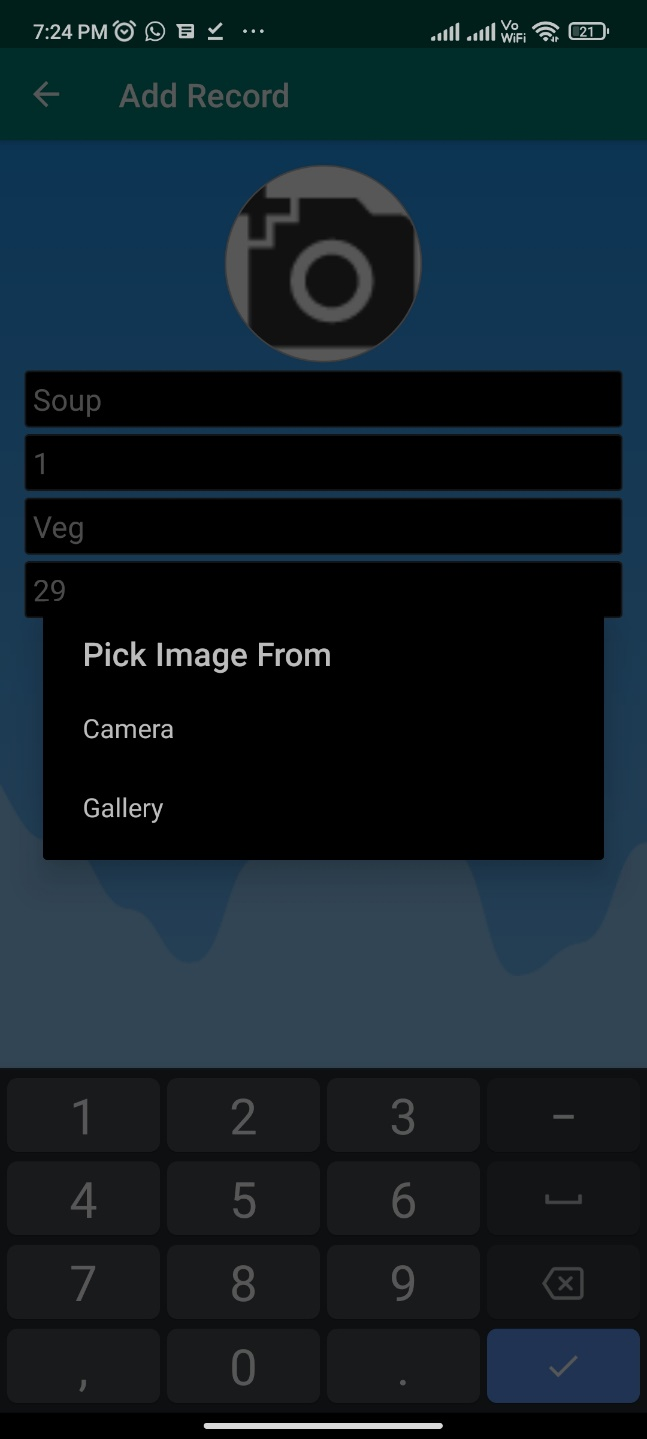 7:24 PM
Vo
WiFi
21
Add Record
Soup
1
Veg
29
Pick Image From
Camera
Gallery
1 2 3 −
4 5 6
7 8 9
, 0 .